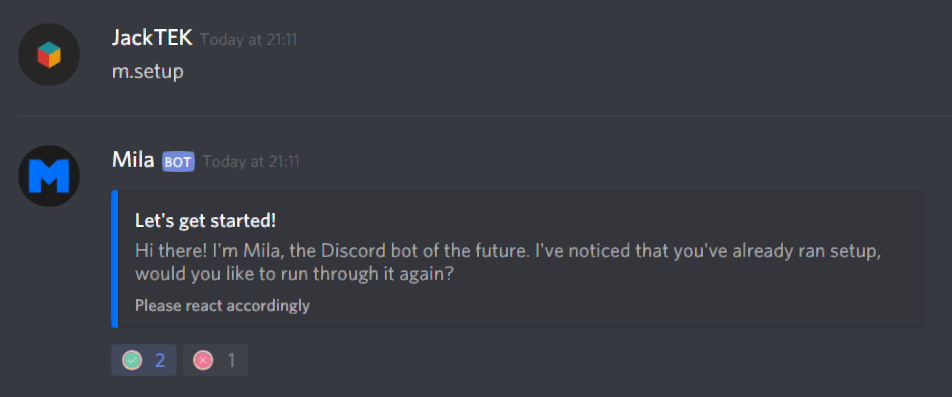 JackTEK Today at 21:11
m.setup
M
Mila BOT Today at 21:11
Let's get started!
Hi there! I'm Mila, the Discord bot of the future. I've noticed that you've already ran setup,
would you like to run through it again?
Please react accordingly
2 1